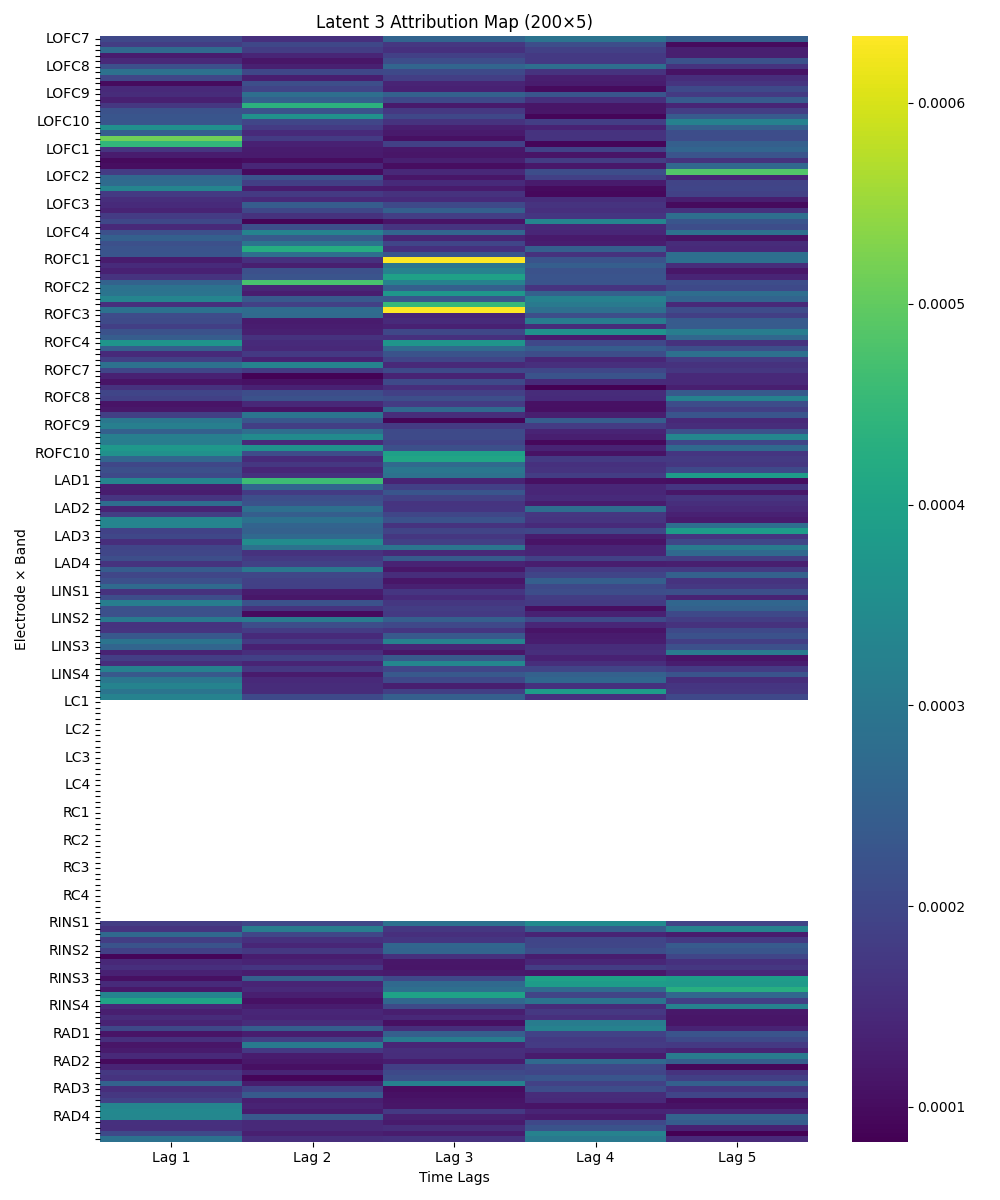 Latent 3 Attribution Map (200×5)
LOFC7
LOFC8
LOFC9
LOFC10
LOFC1
LOFC2
LOFC3
LOFC4
ROFC1
ROFC2
ROFC3
ROFC4
ROFC7
ROFC8
ROFC9
ROFC10
LAD1
LAD2
LAD3
LAD4
LINS1
LINS2
LINS3
LINS4
LC1
LC2
LC3
LC4
RC1
RC2
RC3
RC4
RINS1
RINS2
RINS3
RINS4
RAD1
RAD2
RAD3
RAD4
Electrode × Band
Lag 1 Lag 2 Lag 3 Lag 4 Lag 5
Time Lags
0.0006
0.0005
0.0004
0.0003
0.0002
0.0001